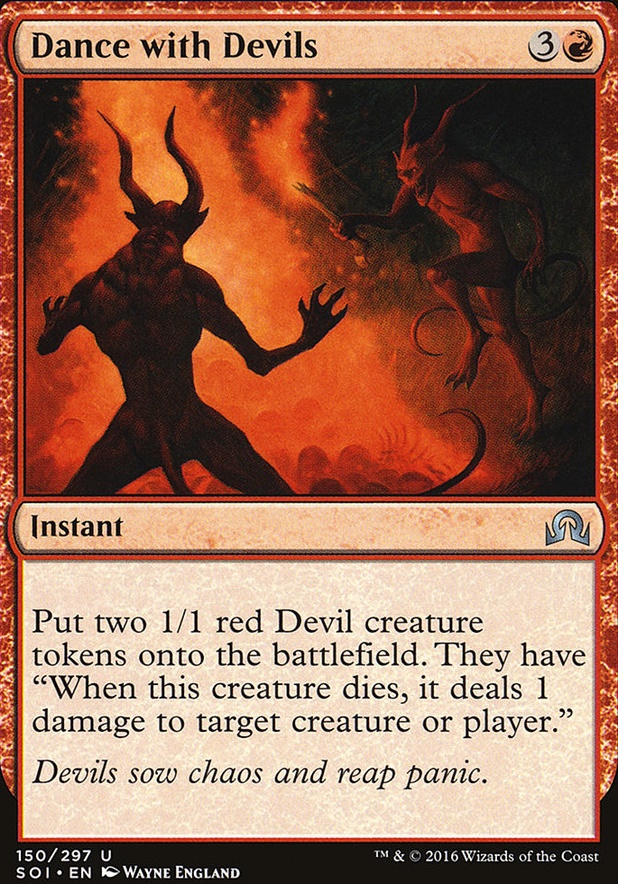 Dance with Devils 3
Instant
Put two 1/1 red Devil creature
tokens onto the battlefield. They have
“When this creature dies, it deals 1
damage to target creature or player.”
Devils sow chaos and reap panic.
150/297 U
SOI • EN Wayne England
™ & © 2016 Wizards of the Coast